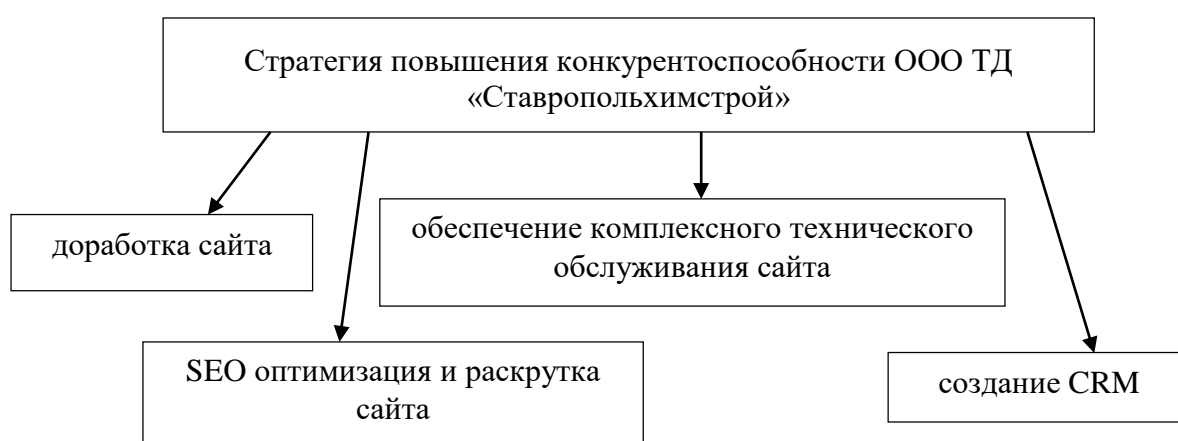 Стратегия повышения конкурентоспособности ООО ТД
«Ставропольхимстрой»
доработка сайта
обеспечение комплексного технического
обслуживания сайта
SEO оптимизация и раскрутка
сайта
создание CRM